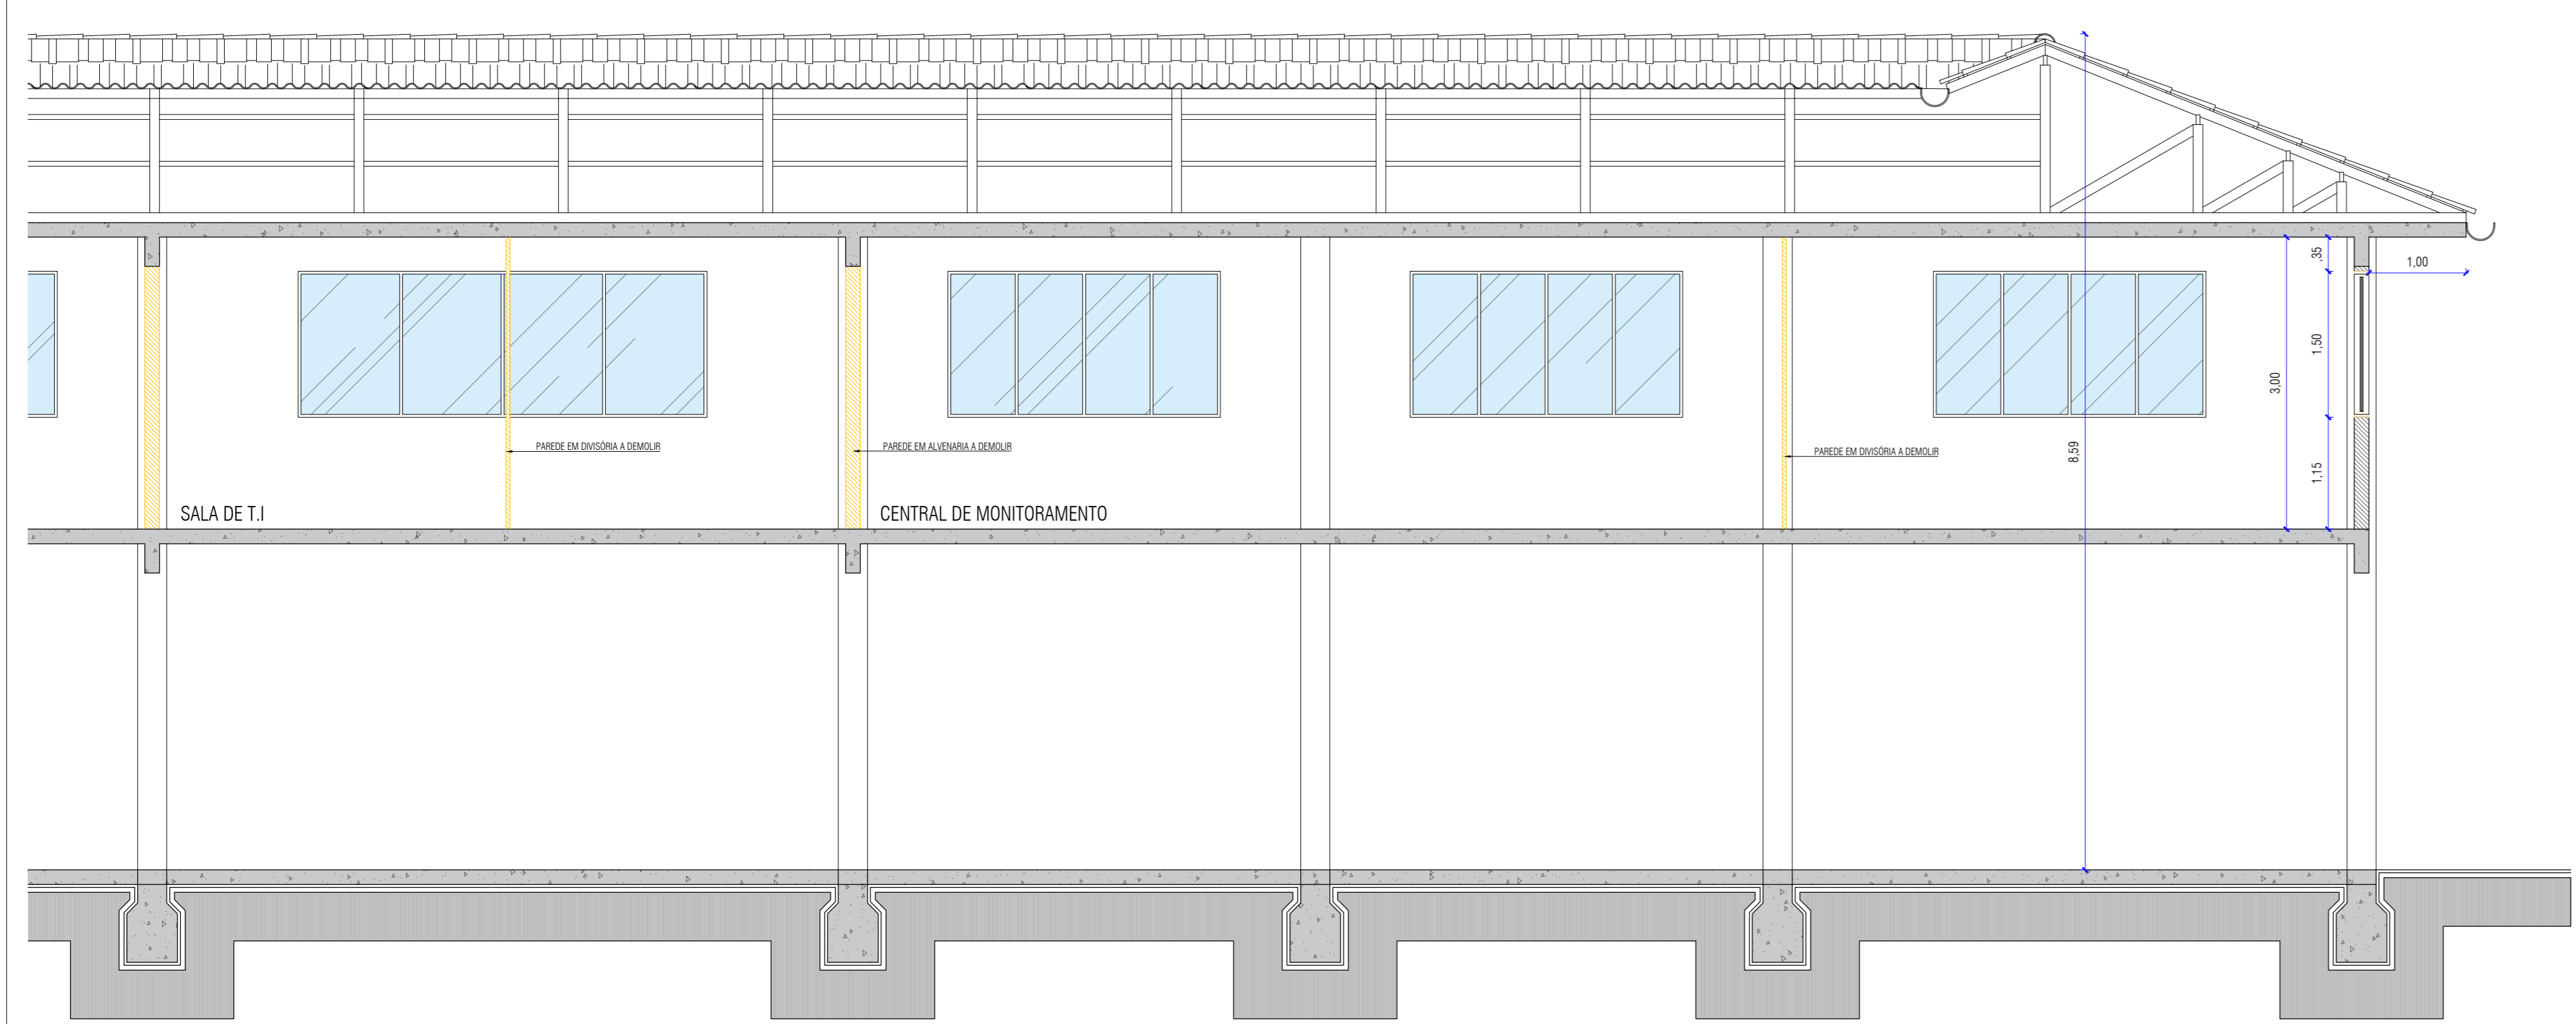 ,35
1,00
1,50
3,00
PAREDE EM DIVISÓRIA A DEMOLIR
PAREDE EM ALVENARIA A DEMOLIR
PAREDE EM DIVISÓRIA A DEMOLIR
8,59
1,15
SALA DE T.I
CENTRAL DE MONITORAMENTO